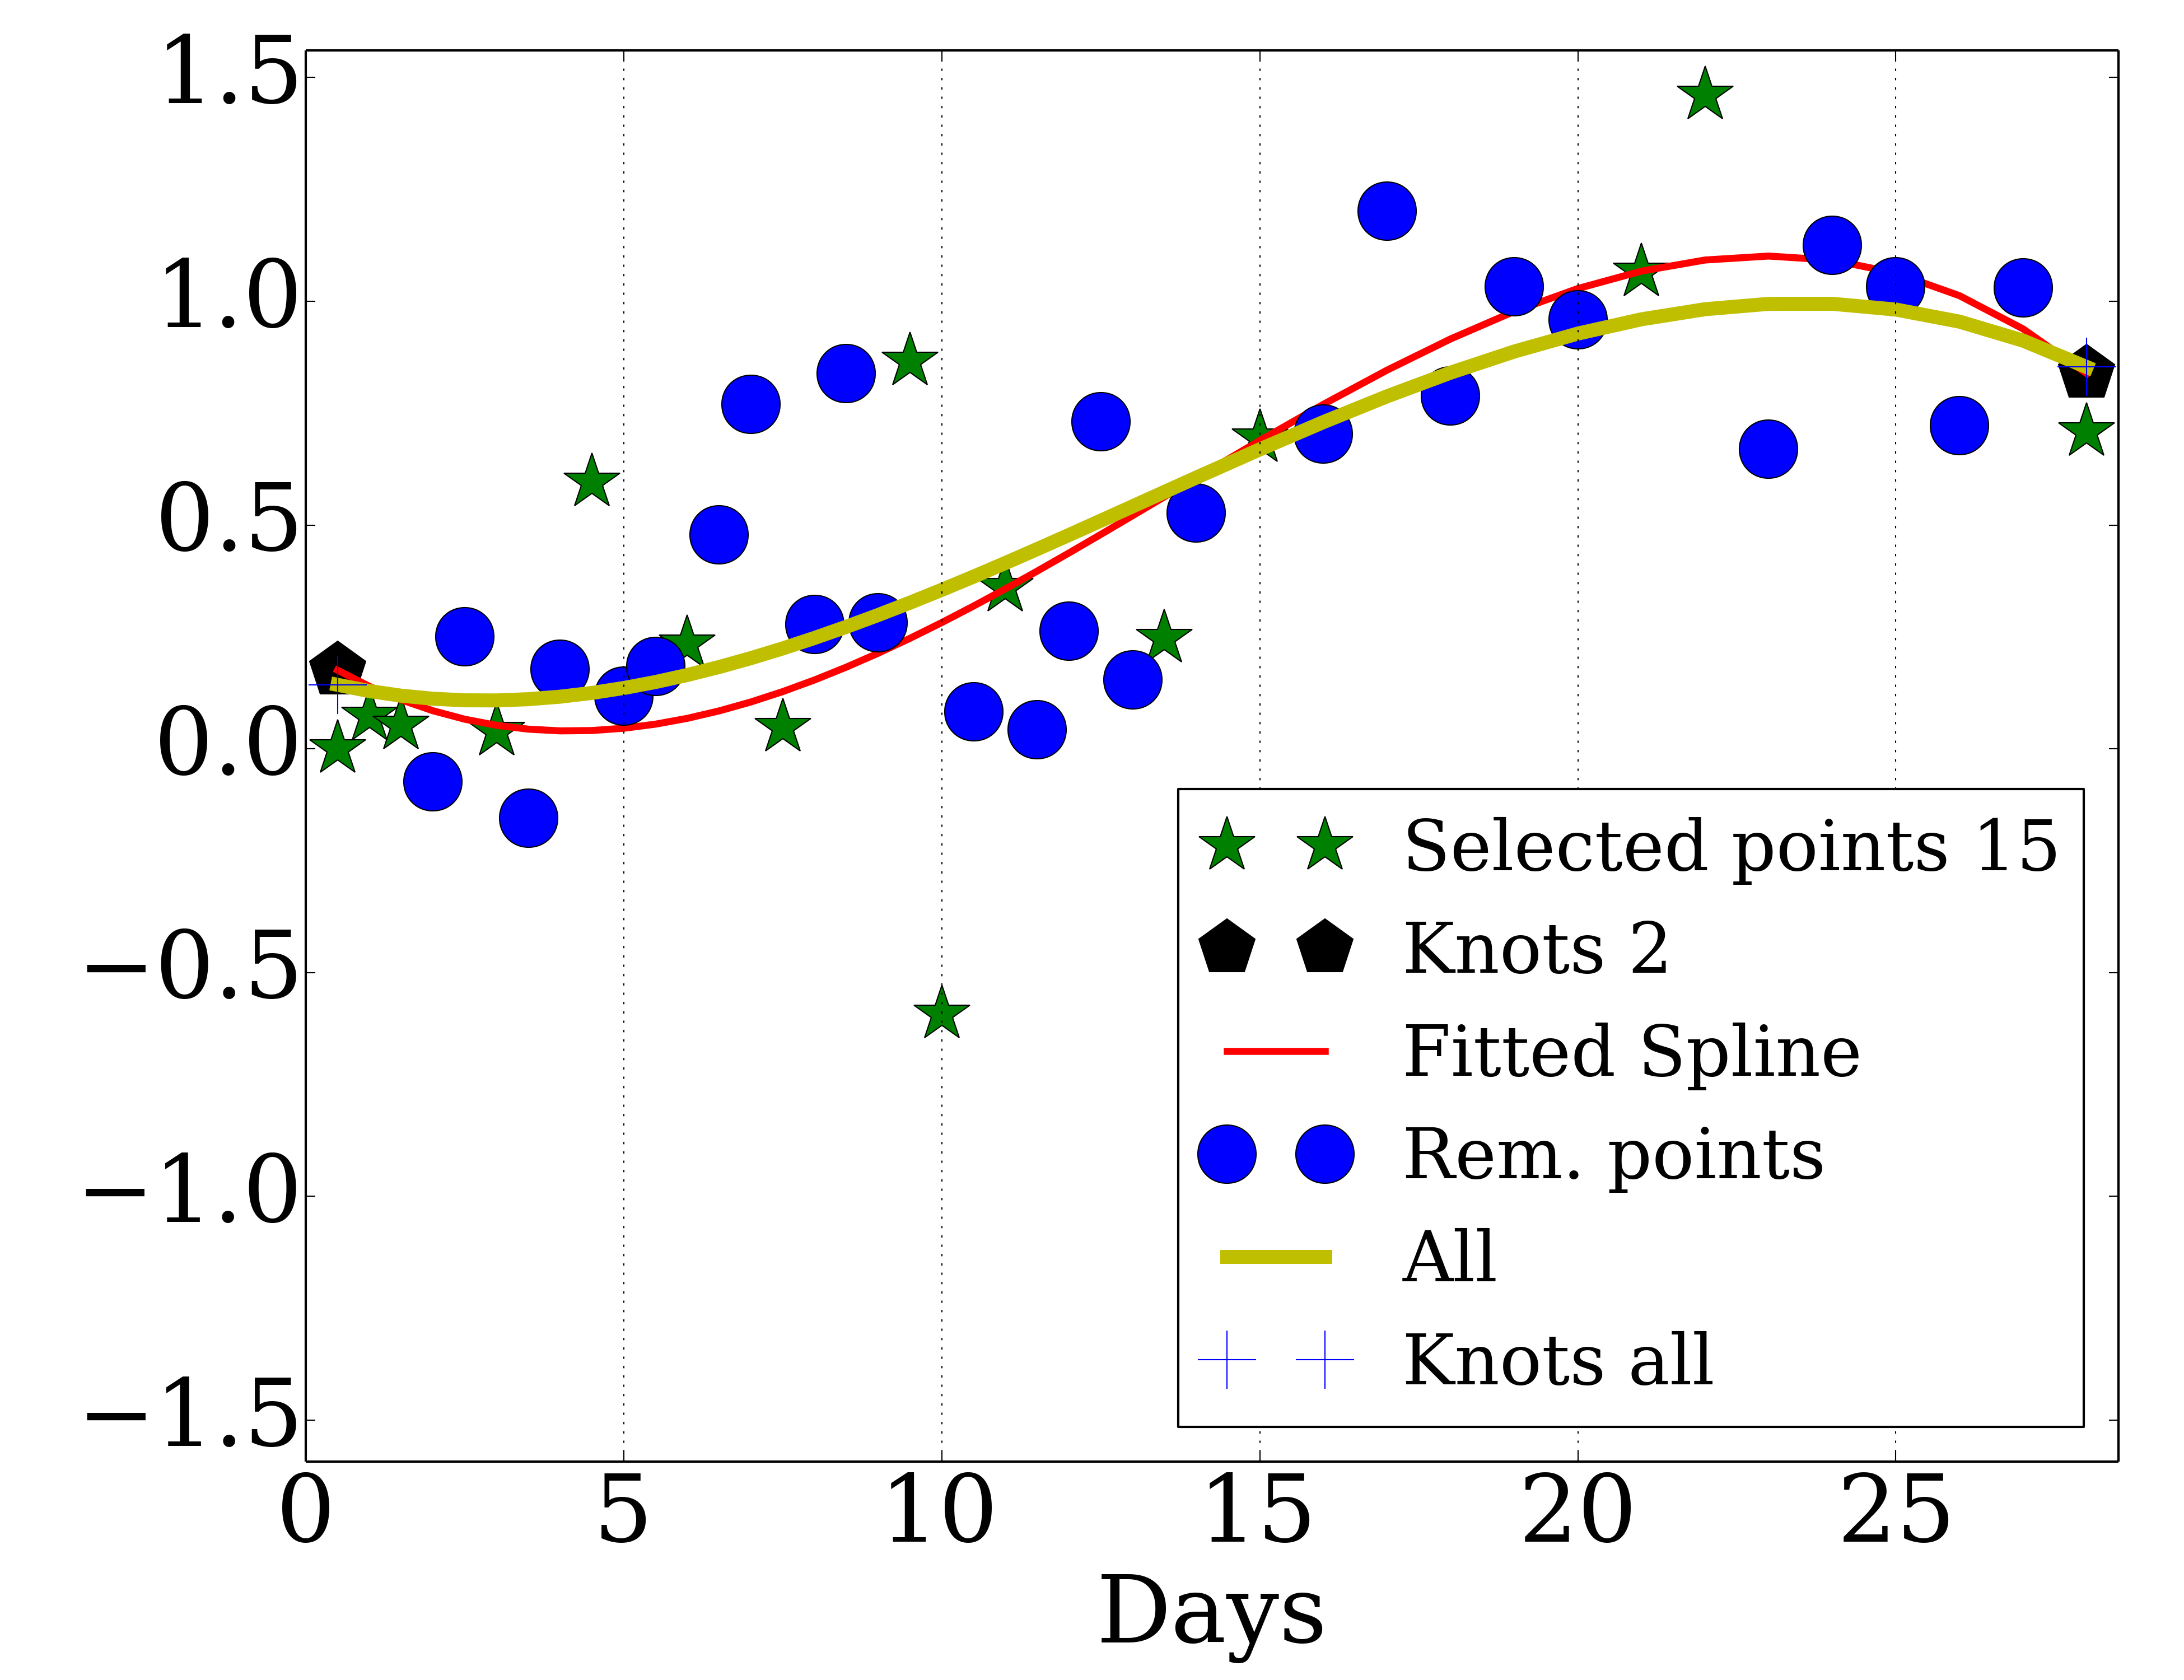 1.5
1.0
0.5
0.0
−0.5
−1.0
−1.5
0 5 10 15 20 25
Days
Selected points 15
Knots 2
Fitted Spline
Rem. points
All
Knots all